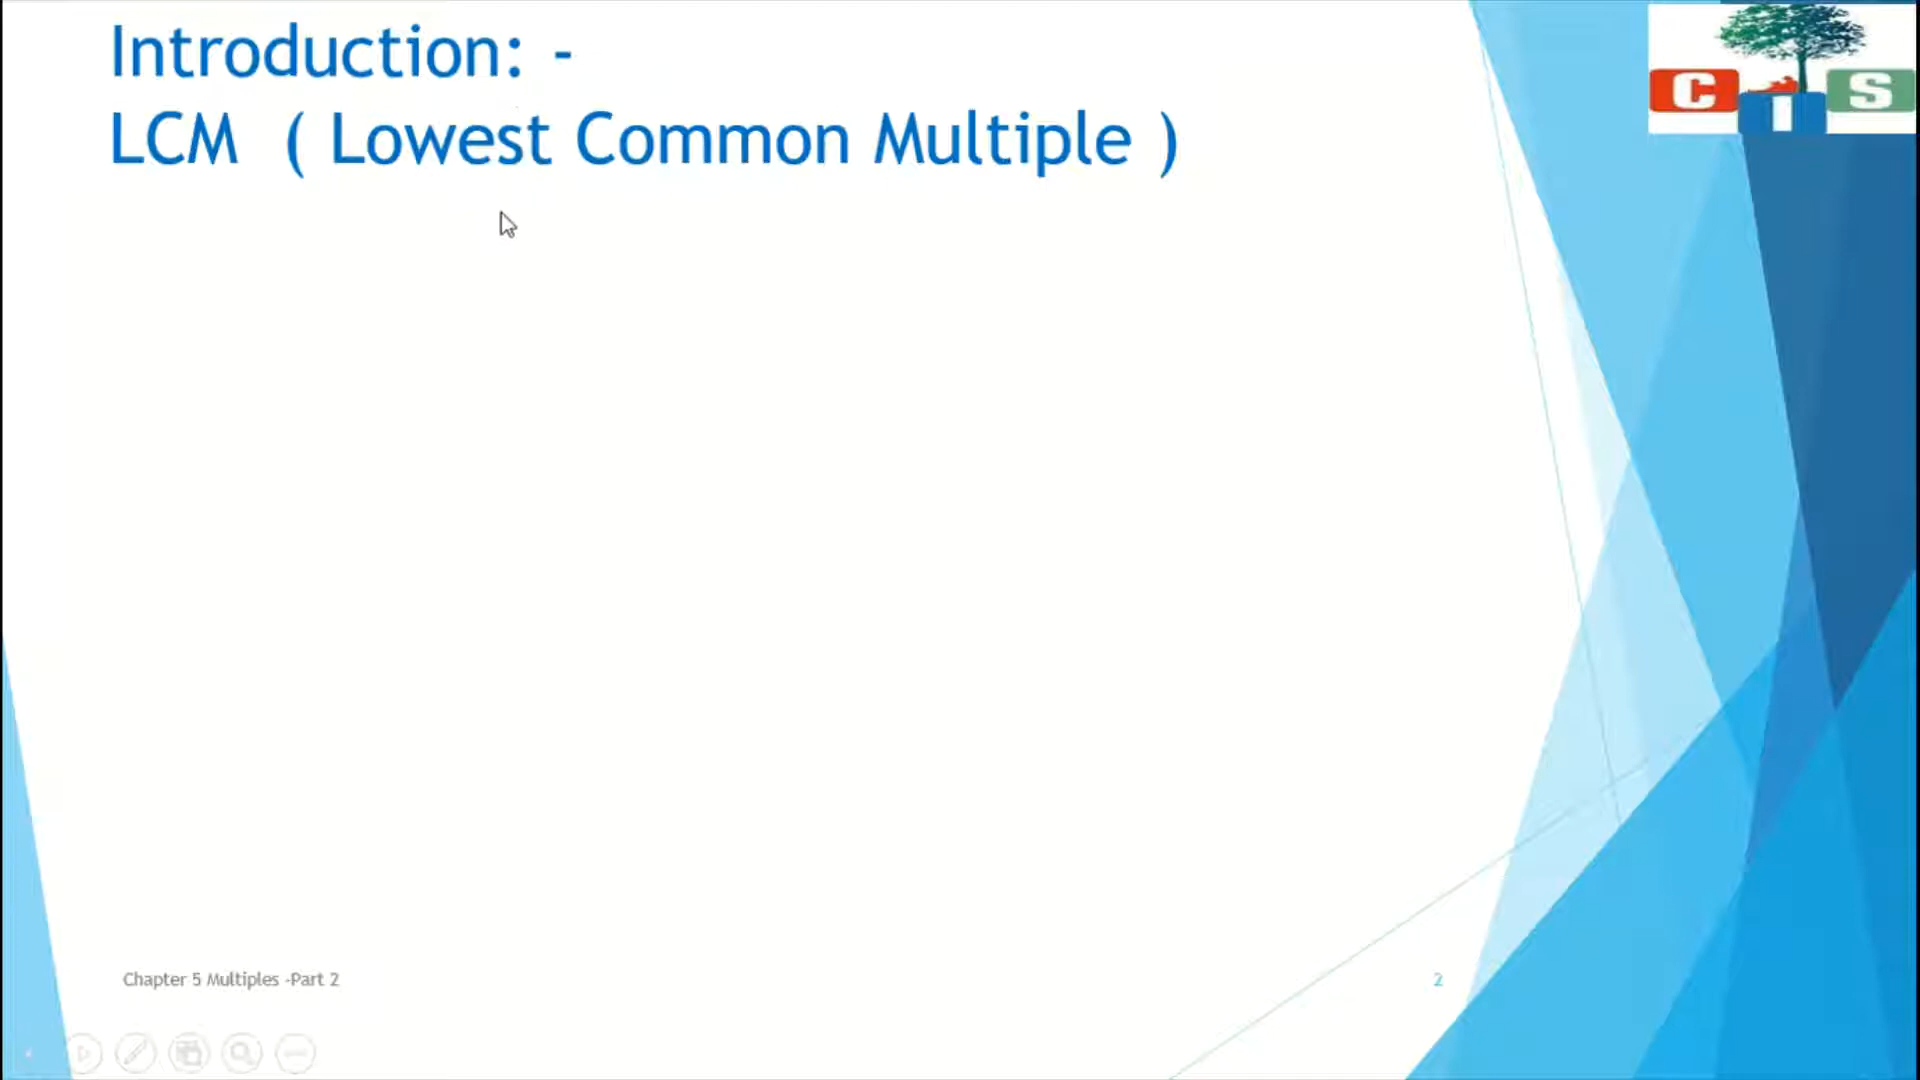 Introduction: -
LCM ( Lowest Common Multiple )
C i S
Chapter 5 Multiples -Part 2
2